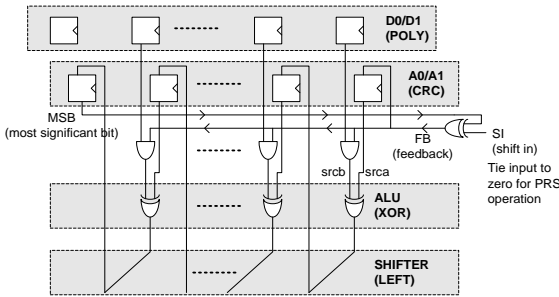 D0/D1
(POLY)
A0/A1
(CRC)
MSB
(most significant bit)
FB
(feedback)
SI
(shift in)
Tie input to
zero for PRS
operation
srcb
srca
ALU
(XOR)
SHIFTER
(LEFT)